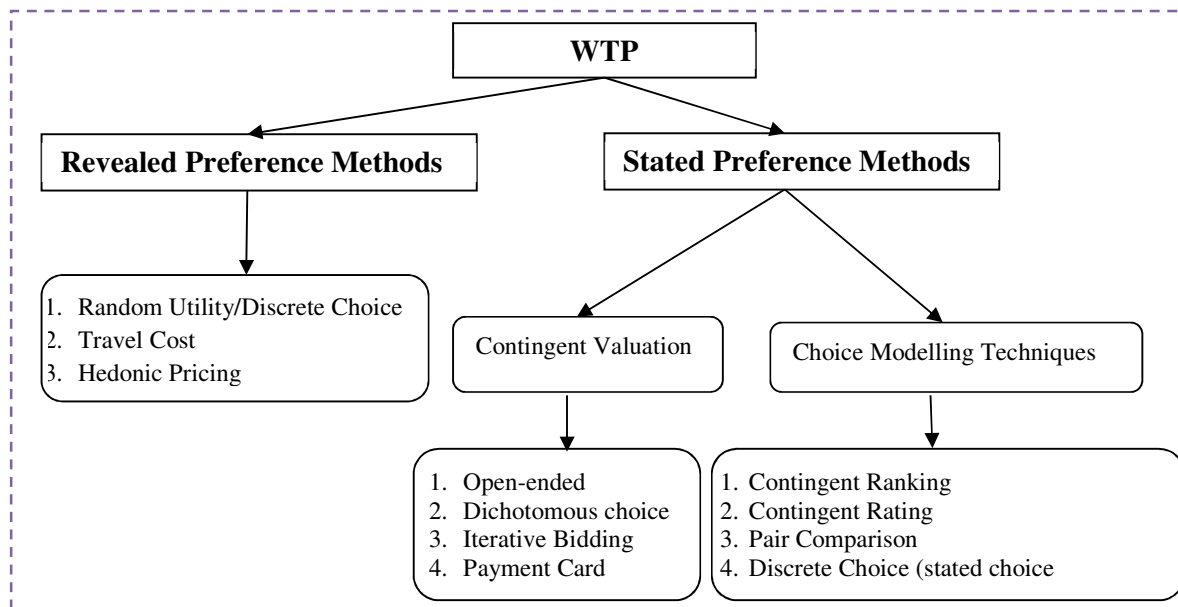 WTP
Revealed Preference Methods
Stated Preference Methods
1. Random Utility/Discrete Choice
2. Travel Cost
3. Hedonic Pricing
Contingent Valuation
Choice Modelling Techniques
1. Open-ended
2. Dichotomous choice
3. Iterative Bidding
4. Payment Card
1. Contingent Ranking
2. Contingent Rating
3. Pair Comparison
4. Discrete Choice (stated choice